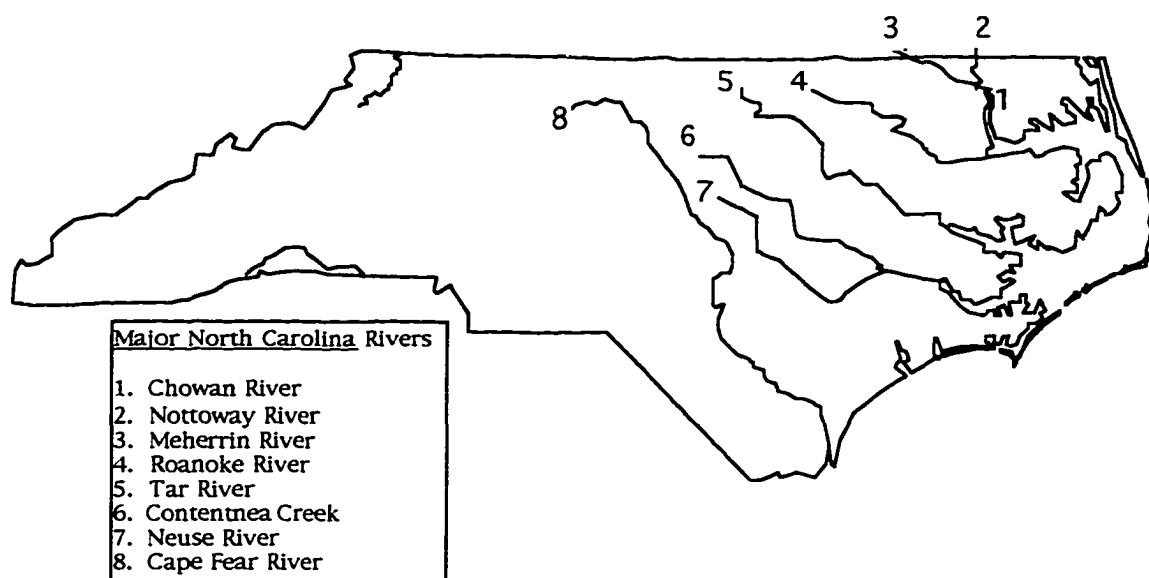 3 2
5 4 1
8
6
7
Major North Carolina Rivers
1. Chowan River
2. Nottoway River
3. Meherrin River
4. Roanoke River
5. Tar River
6. Contentnea Creek
7. Neuse River
8. Cape Fear River